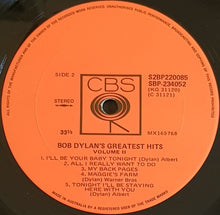 CBS
SIDE 2
S2BP220085
SBP-234052
(KG 31120)
(C 31121)
STEREO
33⅓
MX165768
BOB DYLAN'S GREATEST HITS
VOLUME II
1. I'LL BE YOUR BABY TONIGHT (Dylan) Albert
2. ALL I REALLY WANT TO DO
3. MY BACK PAGES
4. MAGGIE'S FARM
(Dylan) Warner Bros
5. TONIGHT I'LL BE STAYING
HERE WITH YOU
(Dylan) Albert